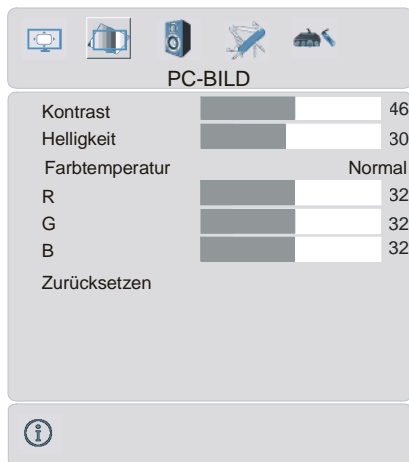 PC-BILD
Kontrast 46
Helligkeit 30
Farbtemperatur Normal
R 32
G 32
B 32
Zurücksetzen